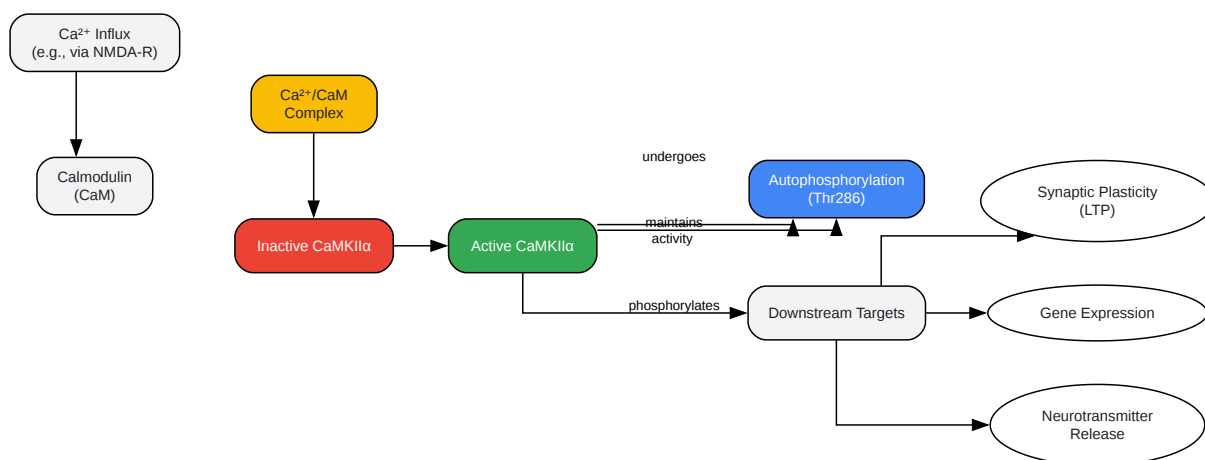 Ca²⁺ Influx
(e.g., via NMDA-R)
Calmodulin
(CaM)
Ca²⁺/CaM
Complex
Inactive CaMKIIα
Active CaMKIIα
undergoes
maintains
activity
phosphorylates
Autophosphorylation
(Thr286)
Downstream Targets
Synaptic Plasticity
(LTP)
Gene Expression
Neurotransmitter
Release